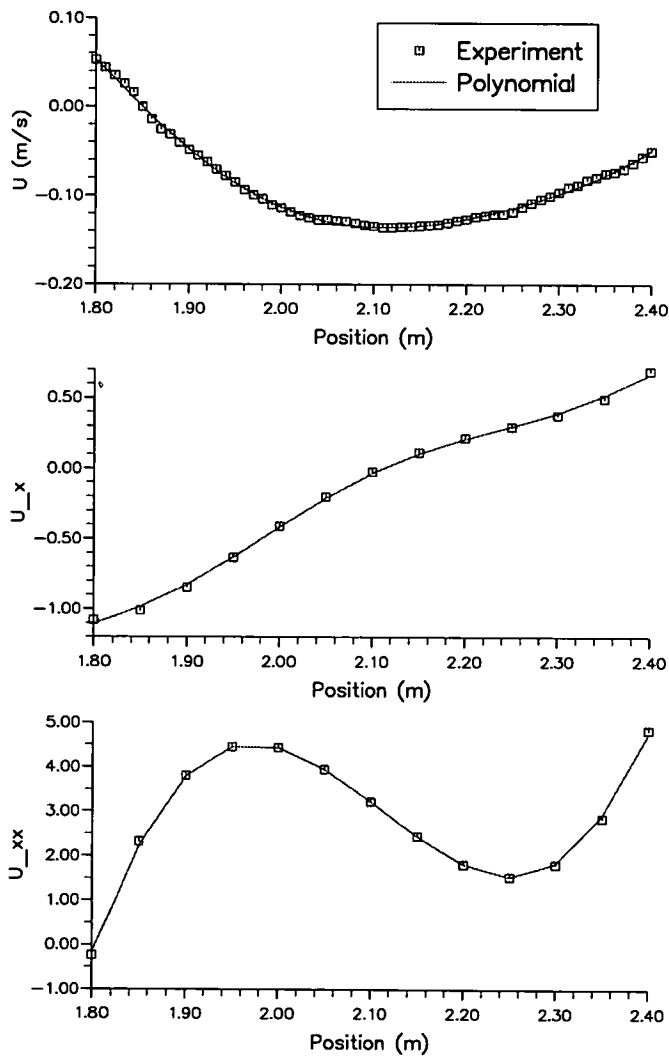 0.10
0.00
−0.10
−0.20
U (m/s)
Experiment
Polynomial
1.80 1.90 2.00 2.10 2.20 2.30 2.40
Position (m)
0.50
0.00
−0.50
−1.00
U_x
1.80 1.90 2.00 2.10 2.20 2.30 2.40
Position (m)
5.00
4.00
3.00
2.00
1.00
0.00
−1.00
U_xx
1.80 1.90 2.00 2.10 2.20 2.30 2.40
Position (m)